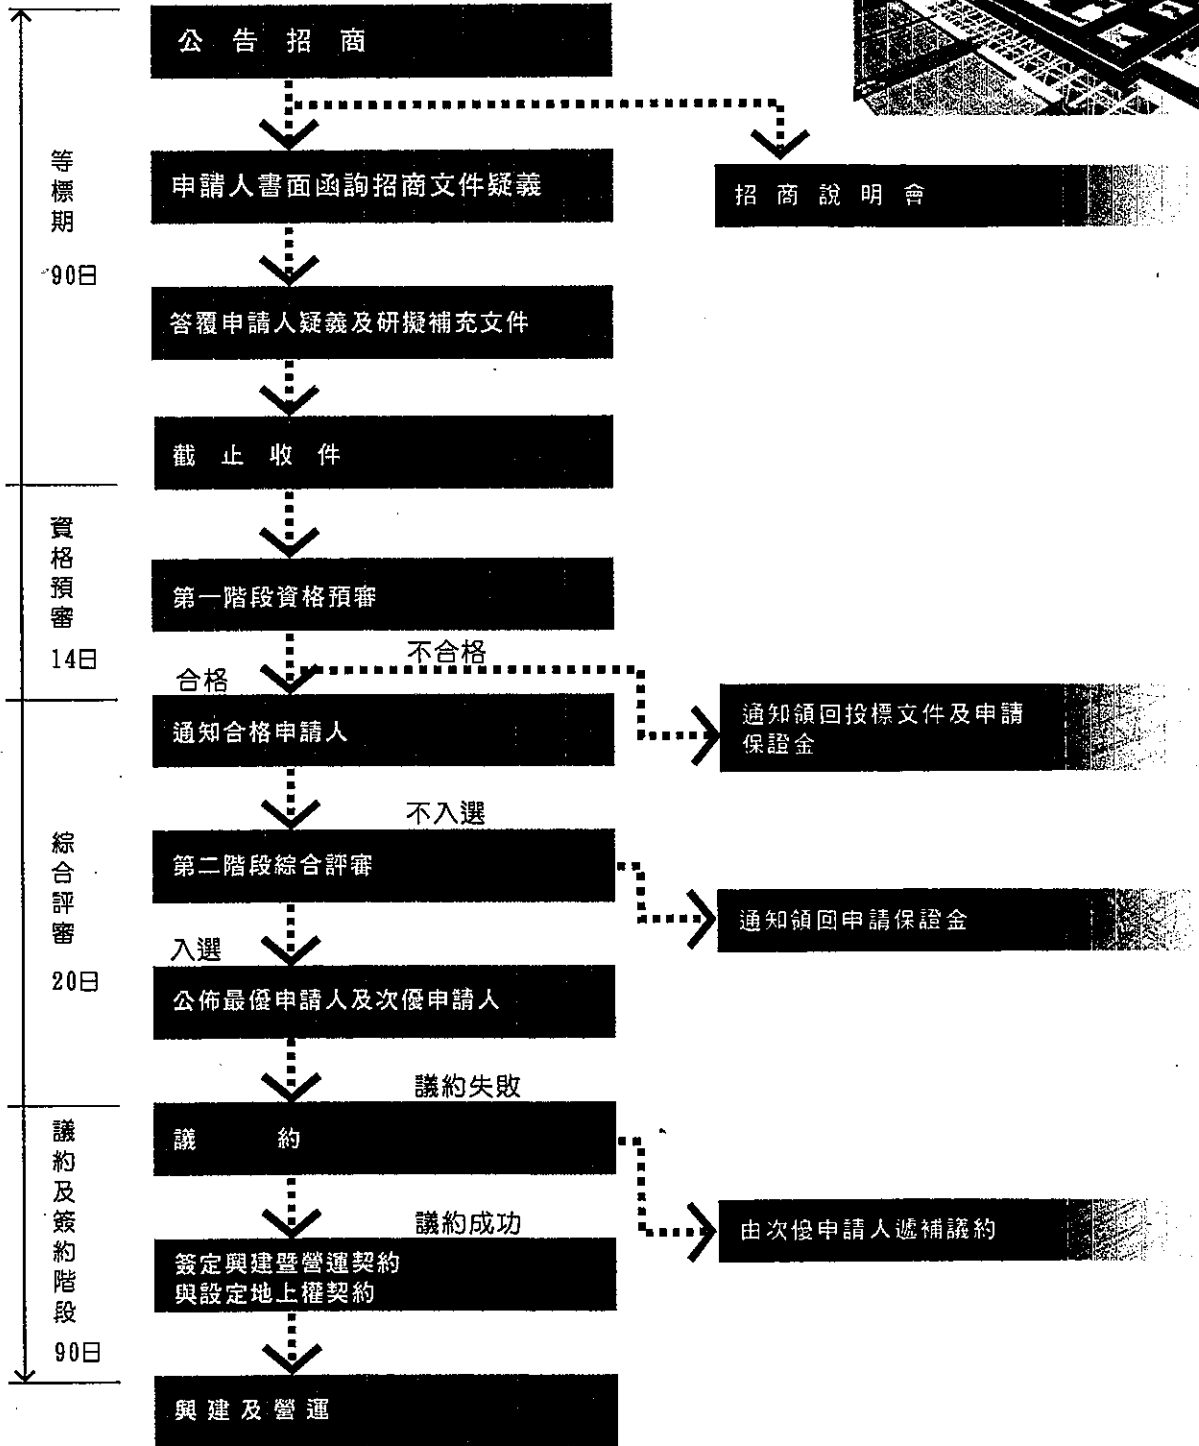 公告招商
申請人書面函詢招商文件疑義
招商說明會
等標期
90日
答覆申請人疑義及研擬補充文件
截止收件
資格預審
14日
第一階段資格預審
不合格
合格
通知合格申請人
通知領回投標文件及申請
保證金
不入選
綜合評審
20日
第二階段綜合評審
通知領回申請保證金
入選
公佈最優申請人及次優申請人
議約失敗
議約
議約及簽約階段
90日
議約成功
由次優申請人遞補議約
簽定興建暨營運契約
與設定地上權契約
興建及營運